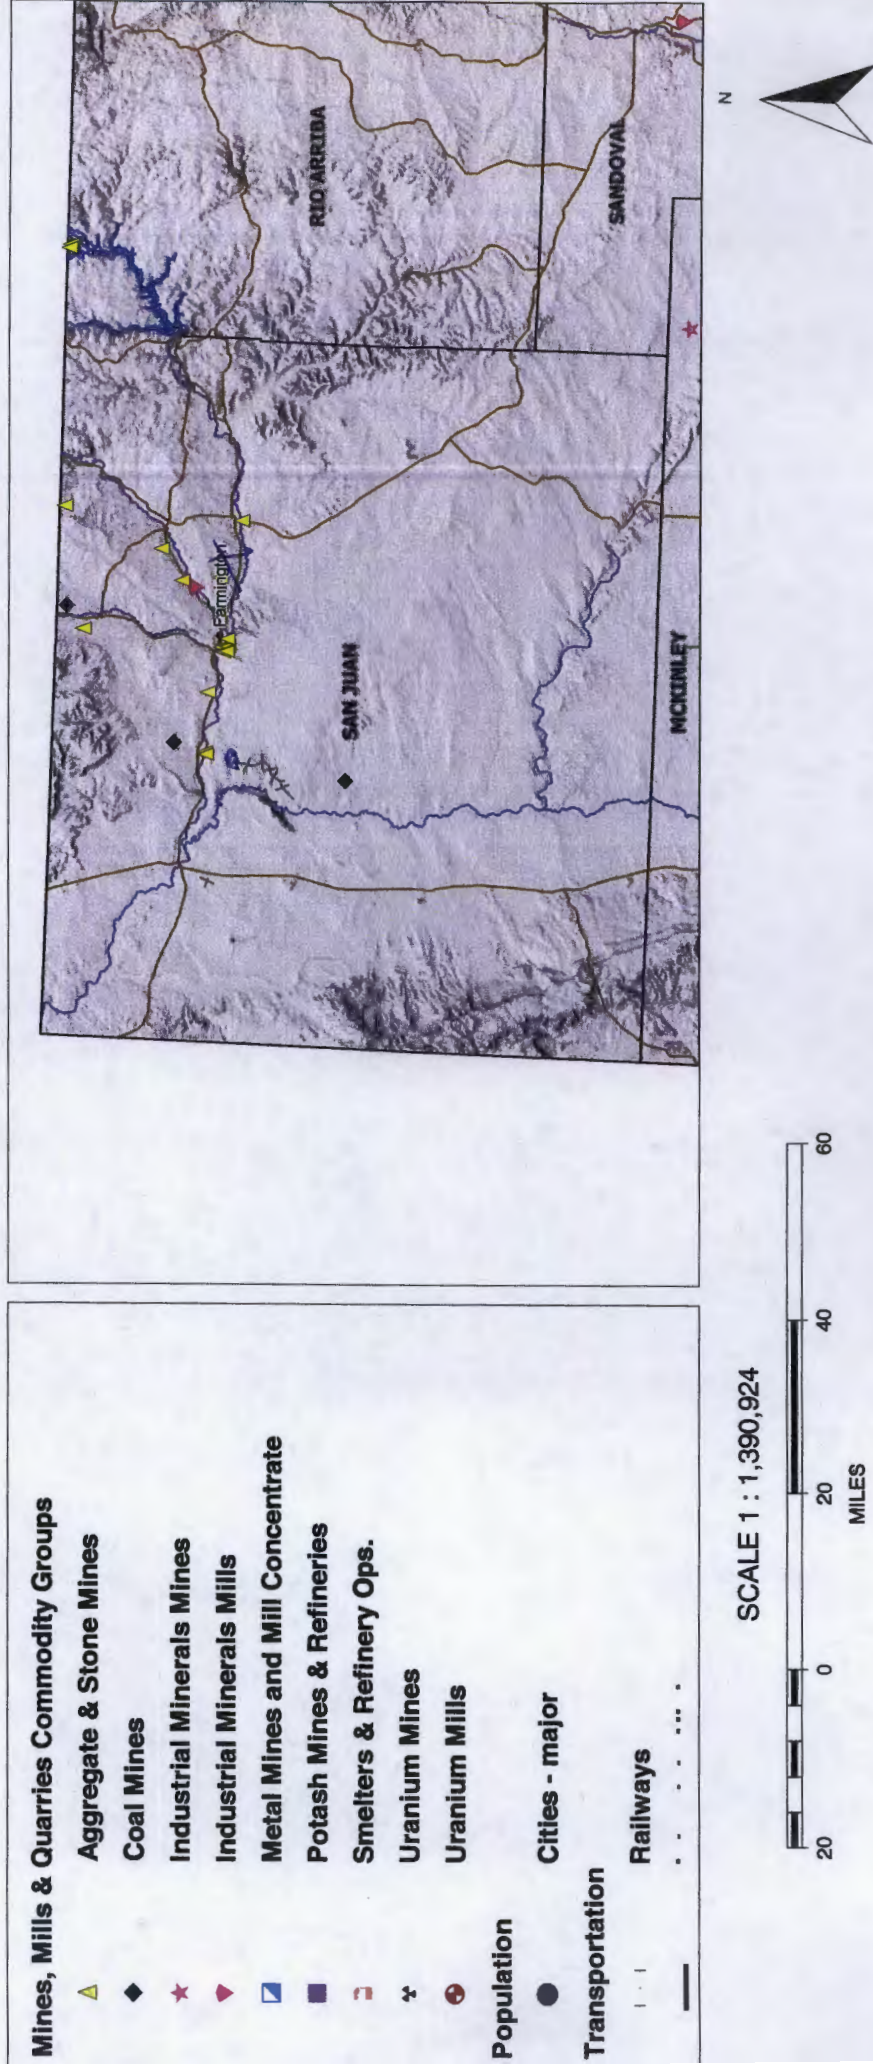 Mines, Mills & Quarries Commodity Groups
Aggregate & Stone Mines
Coal Mines
Industrial Minerals Mines
Industrial Minerals Mills
Metal Mines and Mill Concentrate
Potash Mines & Refineries
Smelters & Refinery Ops.
Uranium Mines
Uranium Mills
Population
Cities - major
Transportation
Railways
Farmington
SAN JUAN
RIO ARRIBA
SANDOVAL
MCKINLEY
N
SCALE 1 : 1,390,924
20 0 20 40 60
MILES